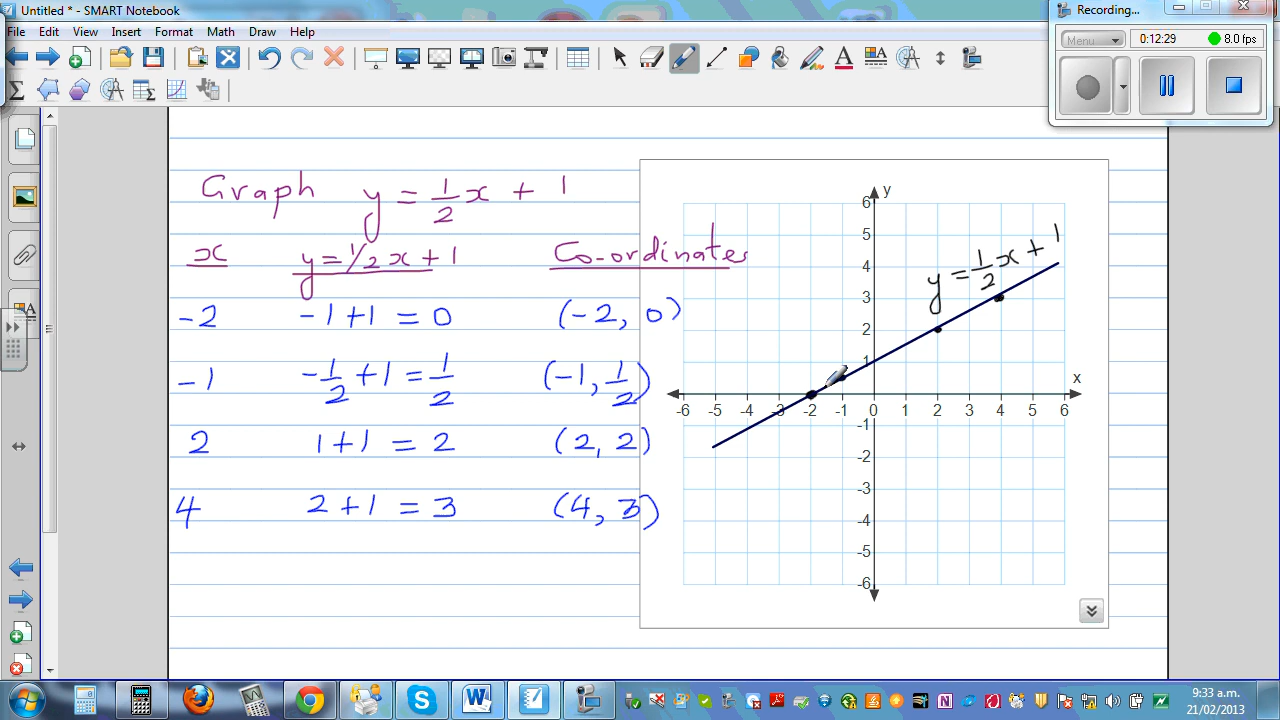 Untitled * - SMART Notebook
File Edit View Insert Format Math Draw Help
Recording...
Menu 0:12:29 8.0 fps
Graph y = 1/2 x + 1
x y = 1/2 x + 1 Co-ordinates
-2 -1 + 1 = 0 (-2, 0)
-1 -1/2 + 1 = 1/2 (-1, 1/2)
2 1 + 1 = 2 (2, 2)
4 2 + 1 = 3 (4, 3)
y
6
5
y = 1/2 x + 1
4
3
2
1
x
-6 -5 -4 -3 -2 -1 0 1 2 3 4 5 6
-1
-2
-3
-4
-5
-6
9:33 a.m.
21/02/2013